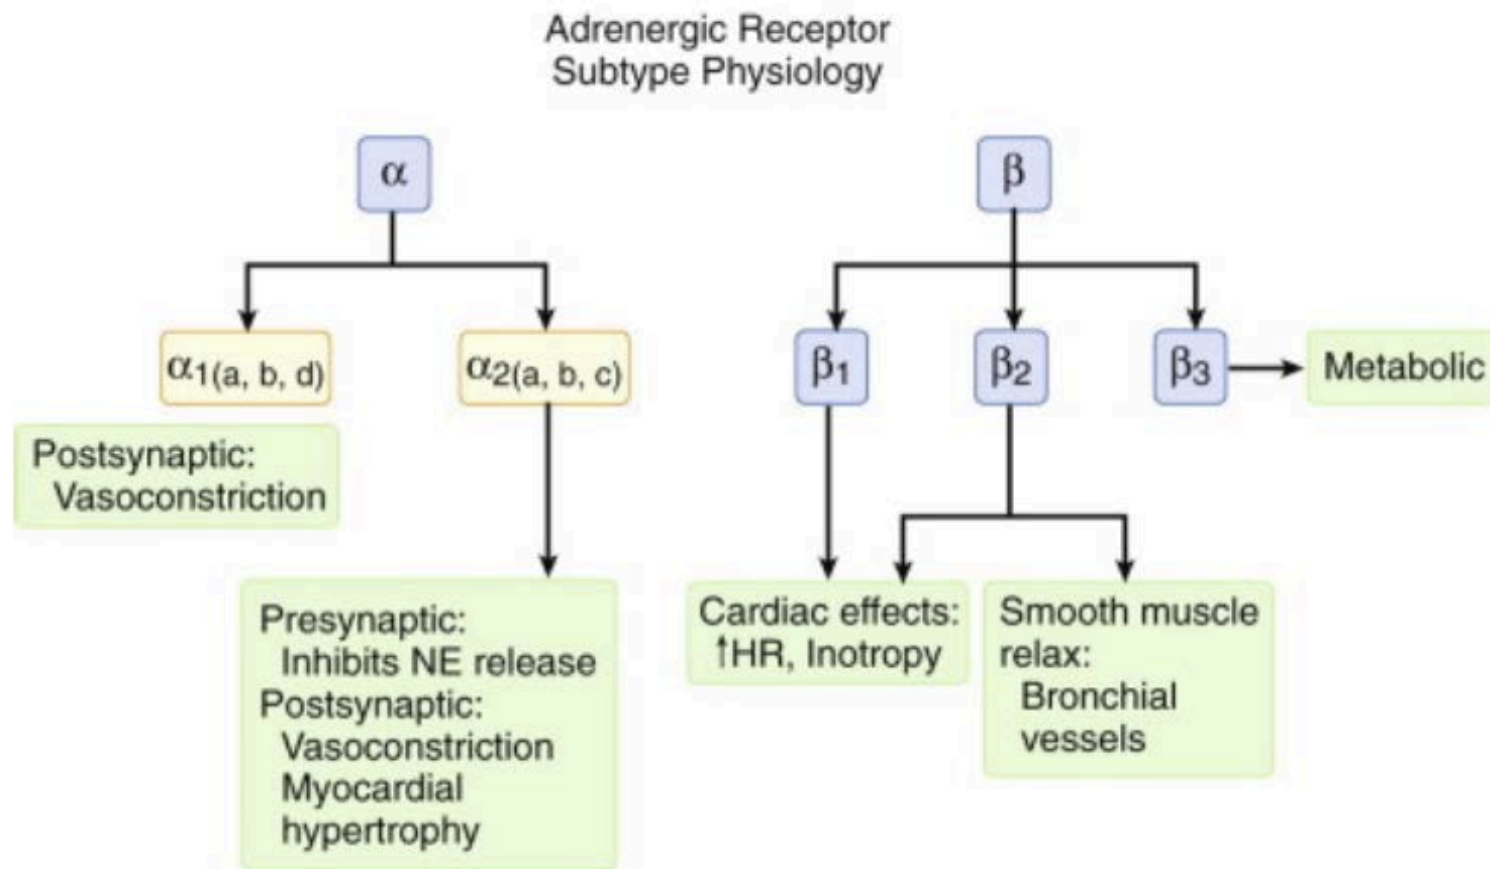 Adrenergic Receptor
Subtype Physiology
α
β
α1(a, b, d)
α2(a, b, c)
β1
β2
β3
Metabolic
Postsynaptic:
Vasoconstriction
Presynaptic:
Inhibits NE release
Postsynaptic:
Vasoconstriction
Myocardial
hypertrophy
Cardiac effects:
↑HR, Inotropy
Smooth muscle
relax:
Bronchial
vessels